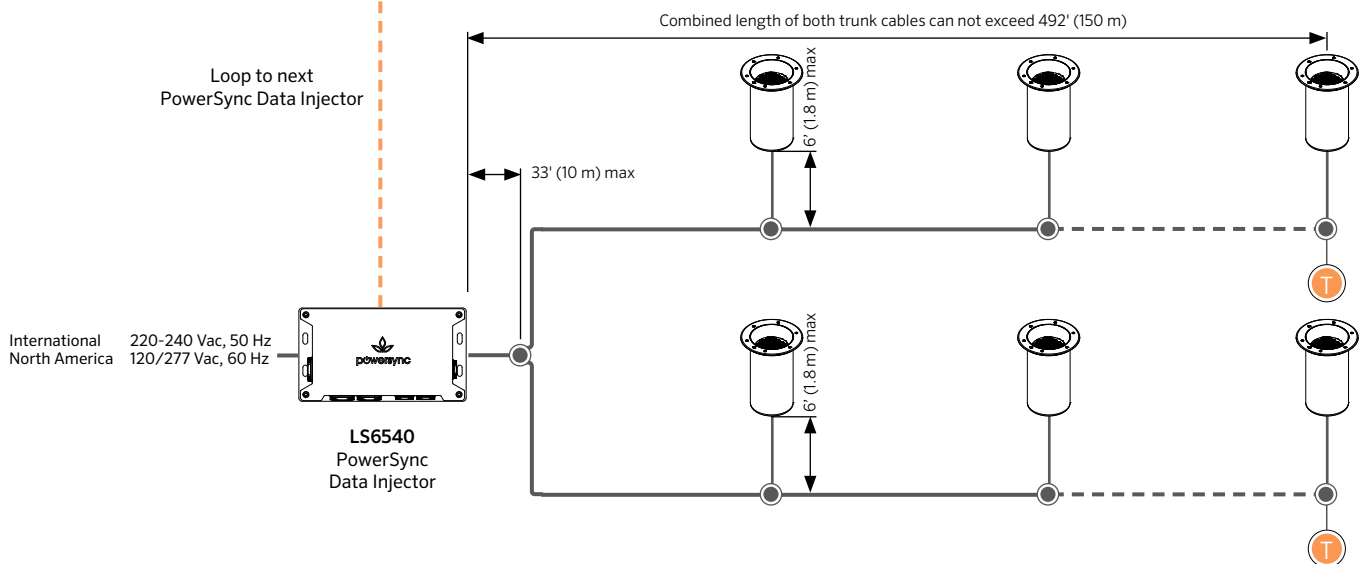 Combined length of both trunk cables can not exceed 492' (150 m)
Loop to next
PowerSync Data Injector
6' (1.8 m) max
33' (10 m) max
T
International 220-240 Vac, 50 Hz
North America 120/277 Vac, 60 Hz
powersync
6' (1.8 m) max
LS6540
PowerSync
Data Injector
T